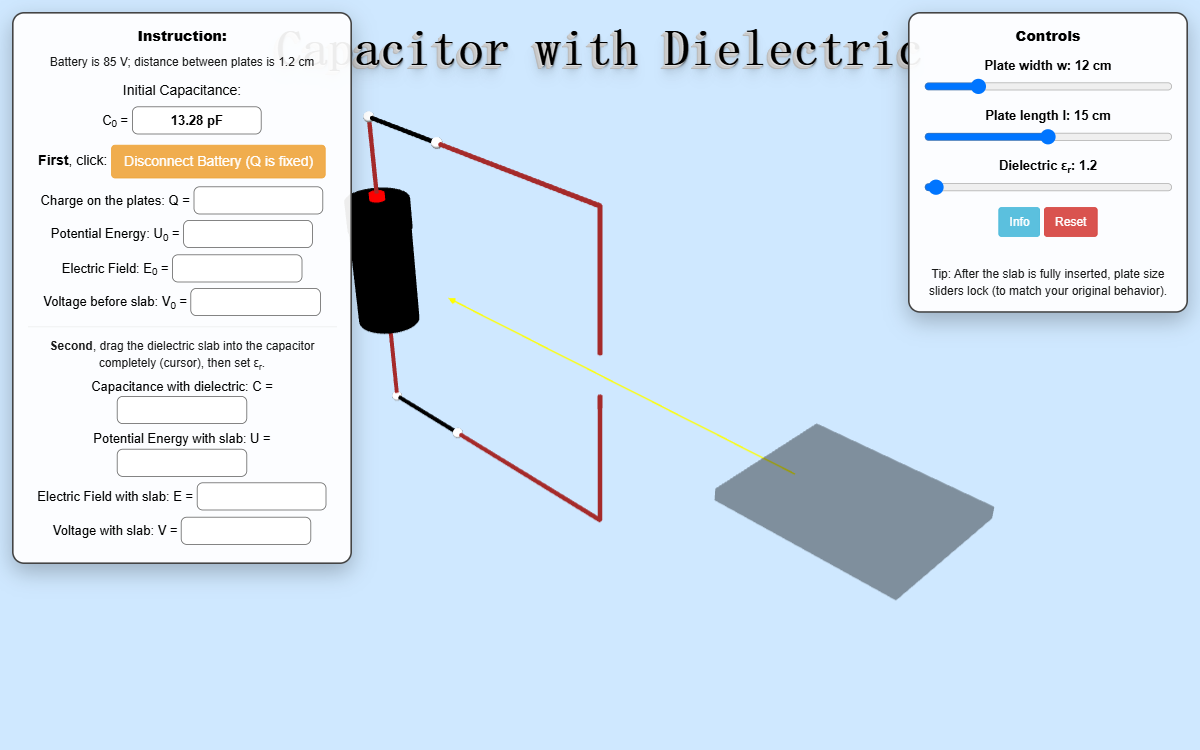 Capacitor with Dielectric
Instruction:
Battery is 85 V; distance between plates is 1.2 cm
Initial Capacitance:
C₀ = 13.28 pF
First, click: Disconnect Battery (Q is fixed)
Charge on the plates: Q =
Potential Energy: U₀ =
Electric Field: E₀ =
Voltage before slab: V₀ =
Second, drag the dielectric slab into the capacitor
completely (cursor), then set εᵣ.
Capacitance with dielectric: C =
Potential Energy with slab: U =
Electric Field with slab: E =
Voltage with slab: V =
Controls
Plate width w: 12 cm
Plate length l: 15 cm
Dielectric εᵣ: 1.2
Info Reset
Tip: After the slab is fully inserted, plate size
sliders lock (to match your original behavior).